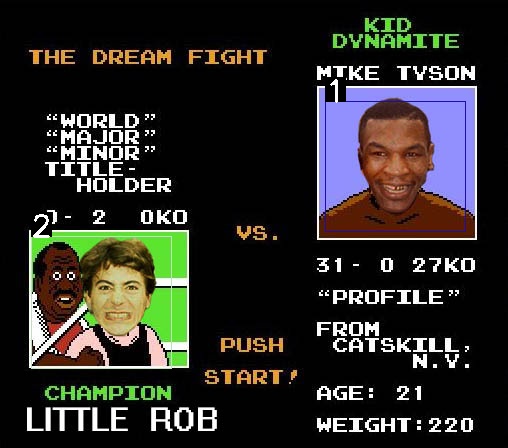 THE DREAM FIGHT
"WORLD"
"MAJOR"
"MINOR"
TITLE-
HOLDER
- 2 0KO
2
CHAMPION
LITTLE ROB
VS.
PUSH
START!
KID
DYNAMITE
MIKE TYSON
1
31- 0 27KO
"PROFILE"
FROM
CATSKILL,
N.Y.
AGE: 21
WEIGHT:220